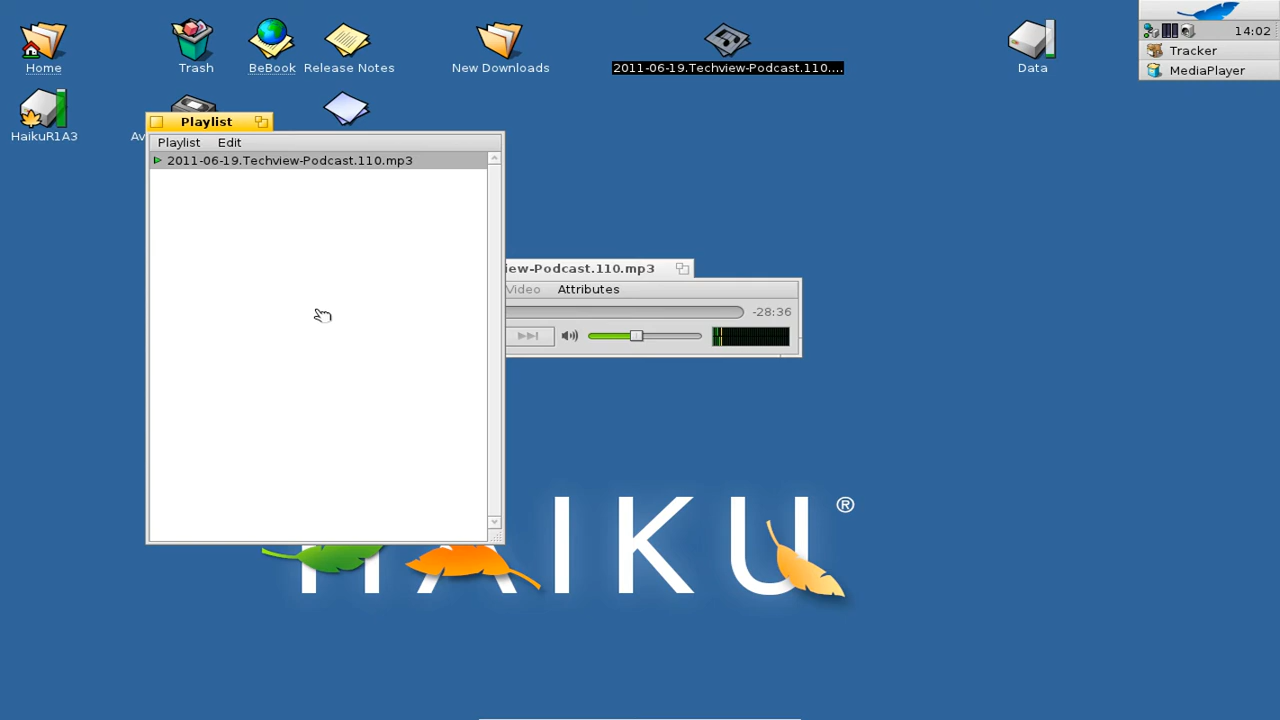 Home
Trash
BeBook
Release Notes
New Downloads
2011-06-19.Techview-Podcast.110....
Data
14:02
Tracker
MediaPlayer
HaikuR1A3
Playlist
Playlist Edit
2011-06-19.Techview-Podcast.110.mp3
iew-Podcast.110.mp3
Video Attributes
-28:36
HAIKU®